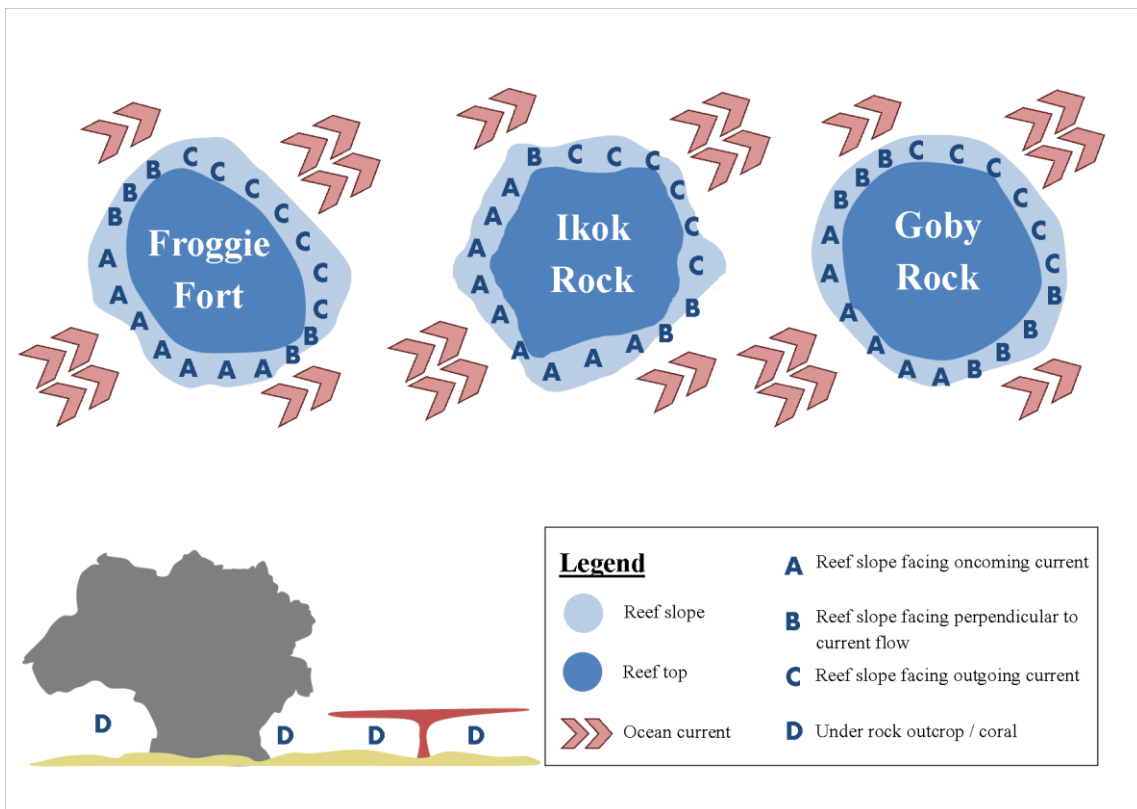 B C C C C C C C B B A A A A A A A B B
Froggie
Fort
B C C C C C C B B A A A A A A A A A
Ikok
Rock
B C C C C C C B B B B A A A A A A B B
Goby
Rock
D D D D
Legend
Reef slope
Reef top
Ocean current
A Reef slope facing oncoming current
B Reef slope facing perpendicular to
current flow
C Reef slope facing outgoing current
D Under rock outcrop / coral